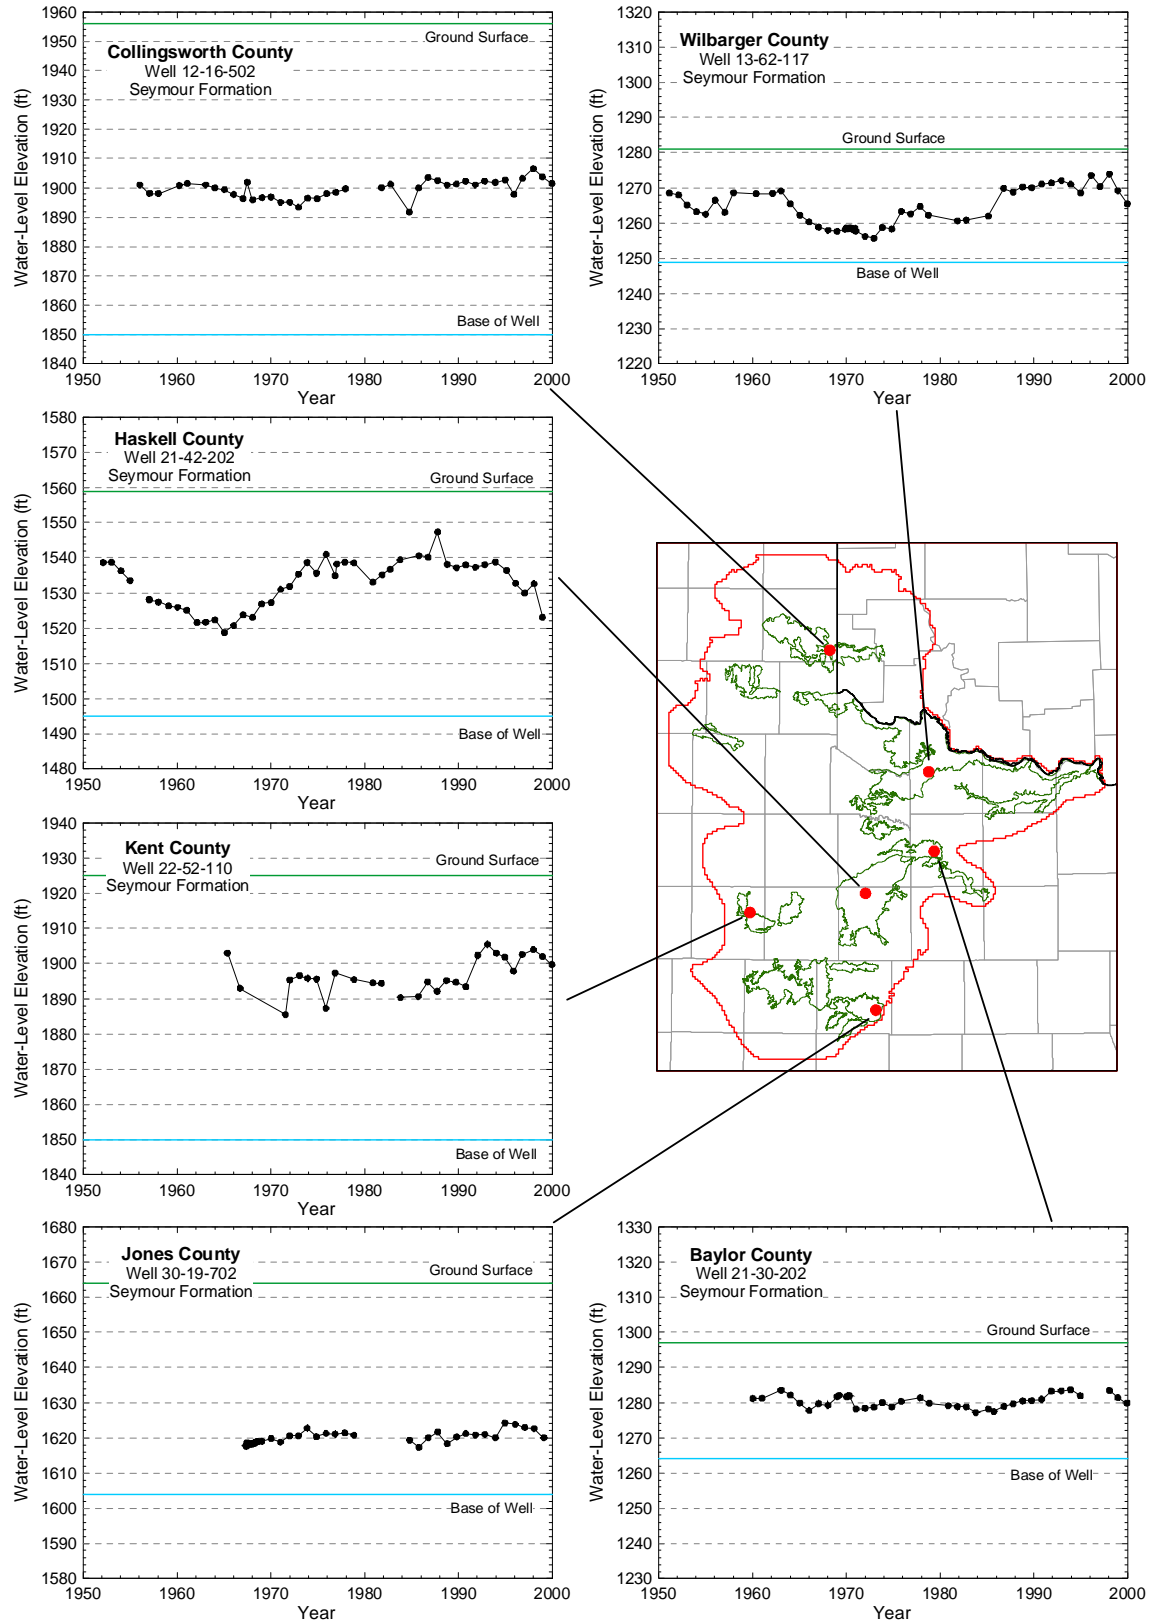 Collingsworth County
Well 12-16-502
Seymour Formation
Ground Surface
Base of Well
Water-Level Elevation (ft)
1960
1950
1940
1930
1920
1910
1900
1890
1880
1870
1860
1850
1840
1950 1960 1970 1980 1990 2000
Year
Wilbarger County
Well 13-62-117
Seymour Formation
Ground Surface
Base of Well
Water-Level Elevation (ft)
1320
1310
1300
1290
1280
1270
1260
1250
1240
1230
1220
1950 1960 1970 1980 1990 2000
Year
Haskell County
Well 21-42-202
Seymour Formation
Ground Surface
Base of Well
Water-Level Elevation (ft)
1580
1570
1560
1550
1540
1530
1520
1510
1500
1490
1480
1950 1960 1970 1980 1990 2000
Year
Kent County
Well 22-52-110
Seymour Formation
Ground Surface
Base of Well
Water-Level Elevation (ft)
1940
1930
1920
1910
1900
1890
1880
1870
1860
1850
1840
1950 1960 1970 1980 1990 2000
Year
Jones County
Well 30-19-702
Seymour Formation
Ground Surface
Base of Well
Water-Level Elevation (ft)
1680
1670
1660
1650
1640
1630
1620
1610
1600
1590
1580
1950 1960 1970 1980 1990 2000
Year
Baylor County
Well 21-30-202
Seymour Formation
Ground Surface
Base of Well
Water-Level Elevation (ft)
1330
1320
1310
1300
1290
1280
1270
1260
1250
1240
1230
1950 1960 1970 1980 1990 2000
Year